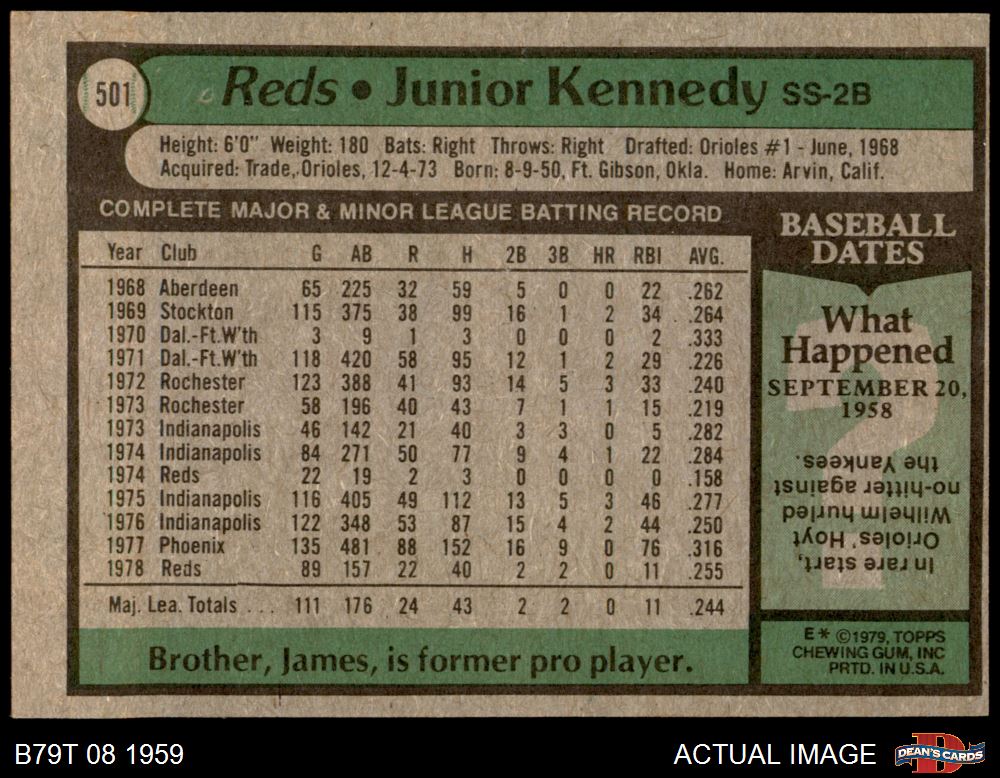 501 Reds • Junior Kennedy SS-2B
Height: 6'0" Weight: 180 Bats: Right Throws: Right Drafted: Orioles #1 - June, 1968
Acquired: Trade, Orioles, 12-4-73 Born: 8-9-50, Ft. Gibson, Okla. Home: Arvin, Calif.
COMPLETE MAJOR & MINOR LEAGUE BATTING RECORD
Year Club G AB R H 2B 3B HR RBI AVG.
1968 Aberdeen 65 225 32 59 5 0 0 22 .262
1969 Stockton 115 375 38 99 16 1 2 34 .264
1970 Dal.-Ft.W'th 3 9 1 3 0 0 0 2 .333
1971 Dal.-Ft.W'th 118 420 58 95 12 1 2 29 .226
1972 Rochester 123 388 41 93 14 5 3 33 .240
1973 Rochester 58 196 40 43 7 1 1 15 .219
1973 Indianapolis 46 142 21 40 3 3 0 5 .282
1974 Indianapolis 84 271 50 77 9 4 1 22 .284
1974 Reds 22 19 2 3 0 0 0 0 .158
1975 Indianapolis 116 405 49 112 13 5 3 46 .277
1976 Indianapolis 122 348 53 87 15 4 2 44 .250
1977 Phoenix 135 481 88 152 16 9 0 76 .316
1978 Reds 89 157 22 40 2 2 0 11 .255
Maj. Lea. Totals ... 111 176 24 43 2 2 0 11 .244
Brother, James, is former pro player.
BASEBALL
DATES
What
Happened
SEPTEMBER 20,
1958
In rare start,
Orioles' Hoyt
Wilhelm hurled
no-hitter against
the Yankees.
E* ©1979, TOPPS
CHEWING GUM, INC
PRTD. IN U.S.A.
B79T 08 1959
ACTUAL IMAGE
DEAN'S CARDS